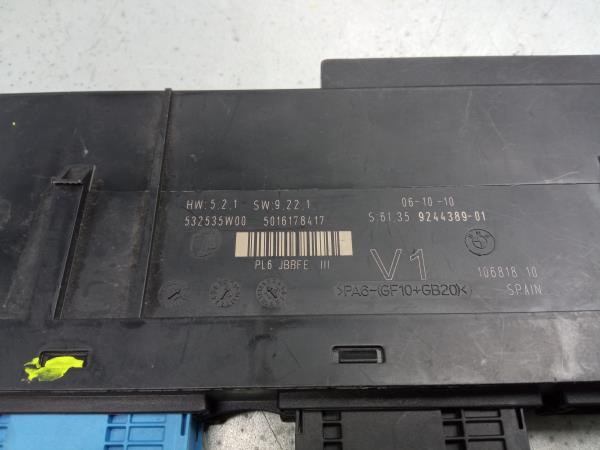 HW:5.2.1 SW:9.22.1 06-10-10
532535W00 5016178417 S:61.35 9244389-01
PL6 JBBFE III
V1
106818 10
>PA6-(GF10+GB20)<
SPAIN